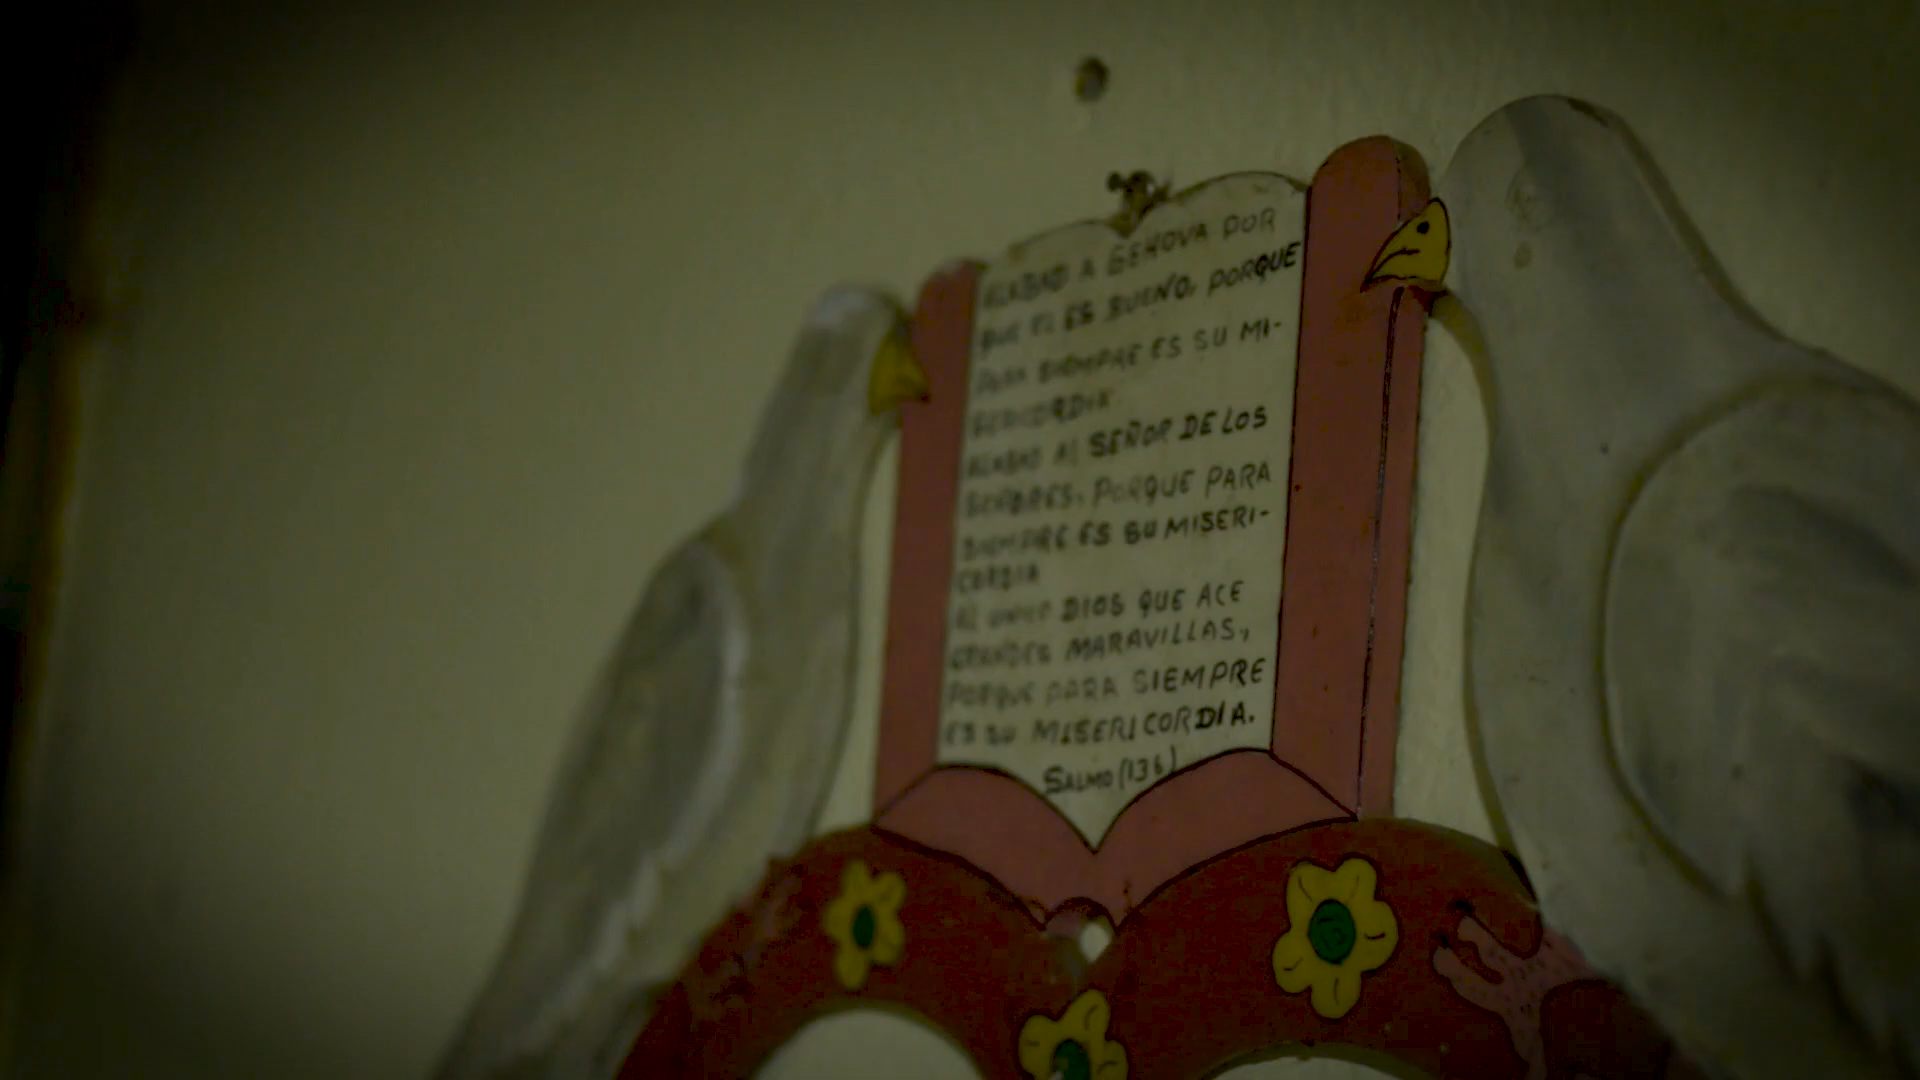 ALABAD A GEHOVA POR
QUE EL ES BUENO, PORQUE
PARA SIEMPRE ES SU MI-
SERICORDIA.
ALABAD Al SEÑOR DE LOS
SEÑORES, PORQUE PARA
SIEMPRE ES SU MISERI-
CORDIA
AL UNICO DIOS QUE ACE
GRANDES MARAVILLAS,
PORQUE PARA SIEMPRE
ES SU MISERICORDIA.
SALMO (136)